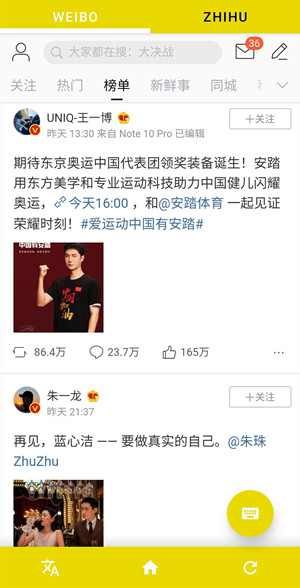 WEIBO
ZHIHU
大家都在搜：大决战
36
关注 热门 榜单 新鲜事 同城
UNIQ-王一博
昨天 13:30 来自 Note 10 Pro 已编辑
＋关注
期待东京奥运中国代表团领奖装备诞生！安踏
用东方美学和专业运动科技助力中国健儿闪耀
奥运，今天16:00 ，和@安踏体育 一起见证
荣耀时刻！#爱运动中国有安踏#
中国有安踏
中国
86.4万
23.7万
165万
朱一龙
昨天 21:37
＋关注
再见，蓝心洁 —— 要做真实的自己。@朱珠
ZhuZhu